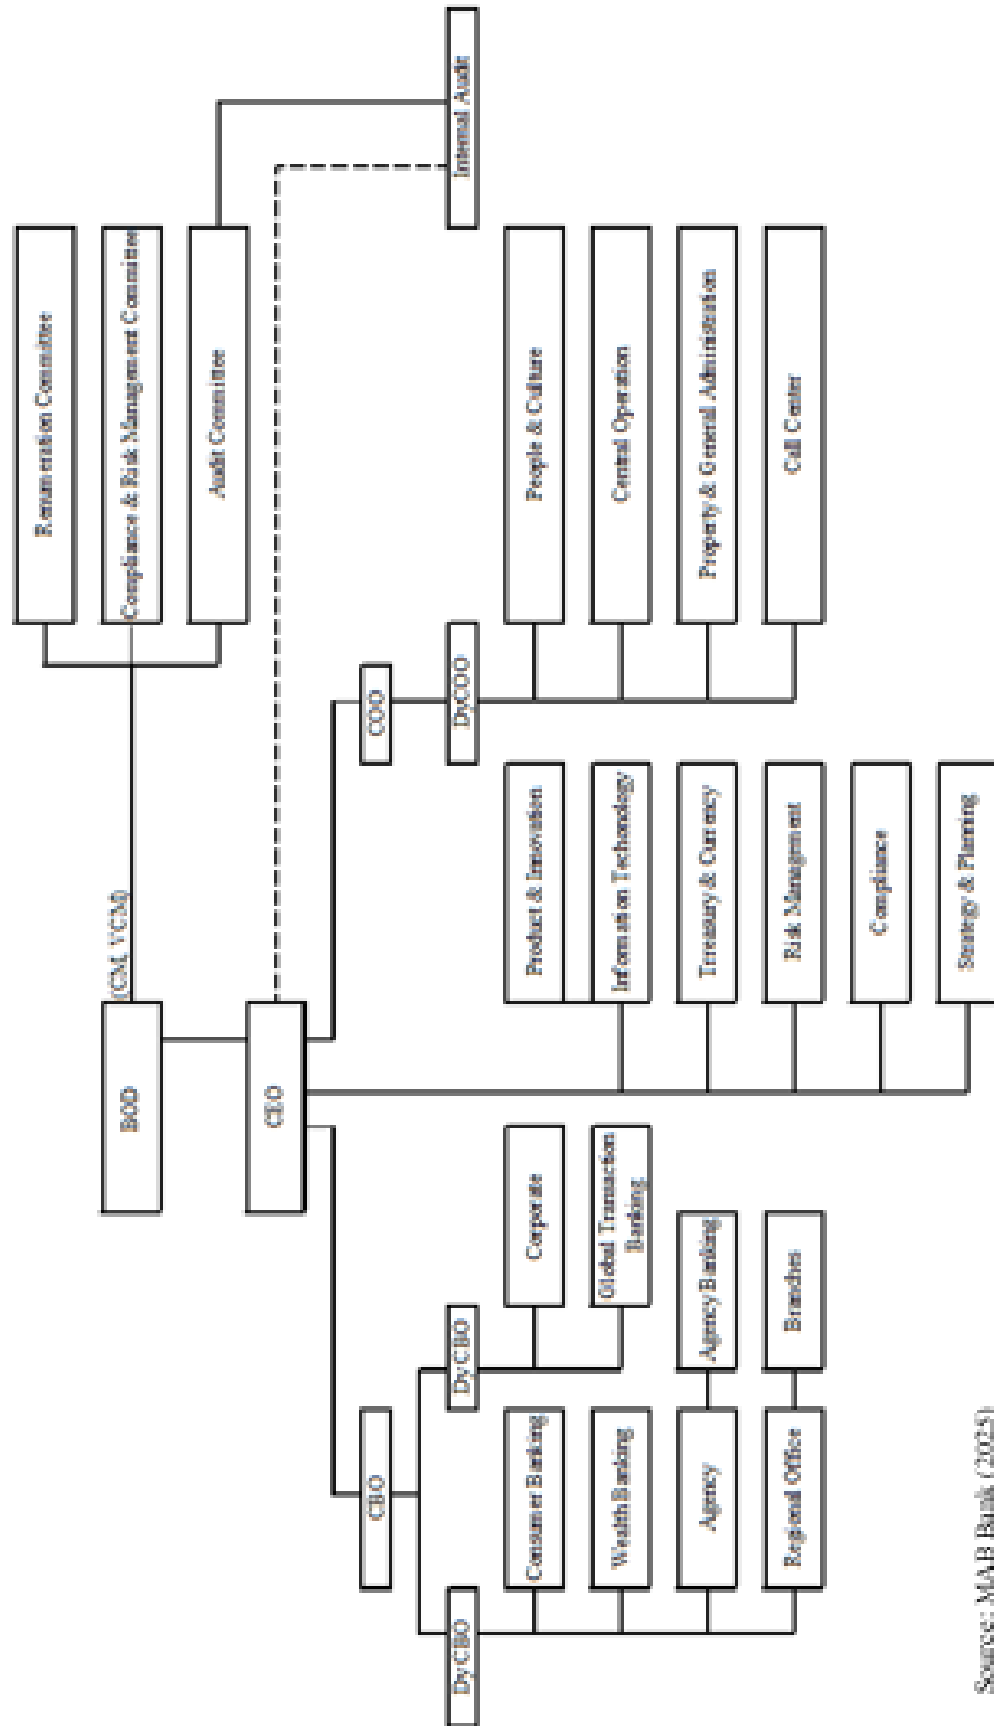 Remuneration Committee
Compliance & Risk Management Committee
Audit Committee
(CM, VCM)
BOD
CEO
Internal Audit
CBO
COO
DyCBO
DyCBO
DyCOO
Consumer Banking
Wealth Banking
Agency
Regional Office
Corporate
Global Transaction
Banking
Agency Banking
Branches
Product & Innovation
Information Techonology
Treasury & Currency
Risk Management
Compliance
Strategy & Planning
People & Culture
Central Operation
Property & General Administration
Call Center
Source: MAB Bank (2025)